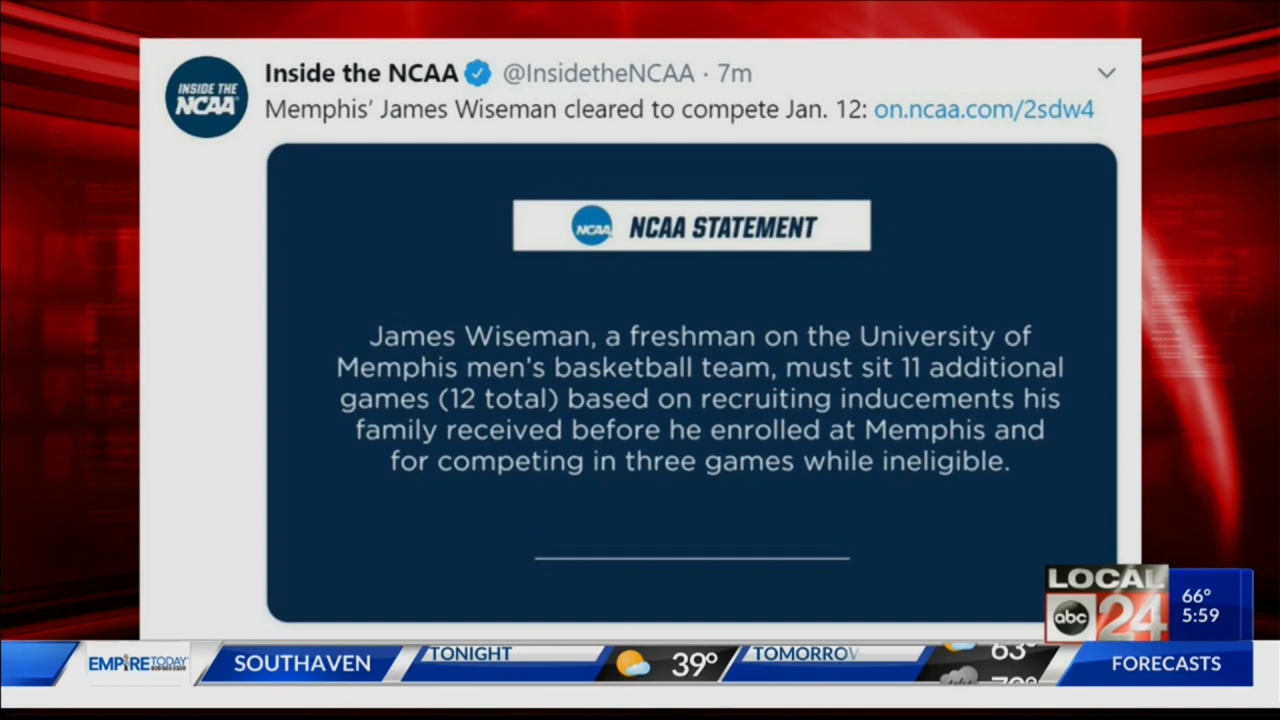 INSIDE THE
NCAA
Inside the NCAA @InsidetheNCAA · 7m
Memphis' James Wiseman cleared to compete Jan. 12: on.ncaa.com/2sdw4
NCAA NCAA STATEMENT
James Wiseman, a freshman on the University of
Memphis men's basketball team, must sit 11 additional
games (12 total) based on recruiting inducements his
family received before he enrolled at Memphis and
for competing in three games while ineligible.
LOCAL
abc 24
66°
5:59
EMPIRE TODAY
SOUTHAVEN
TONIGHT
39°
TOMORROV
63°
FORECASTS